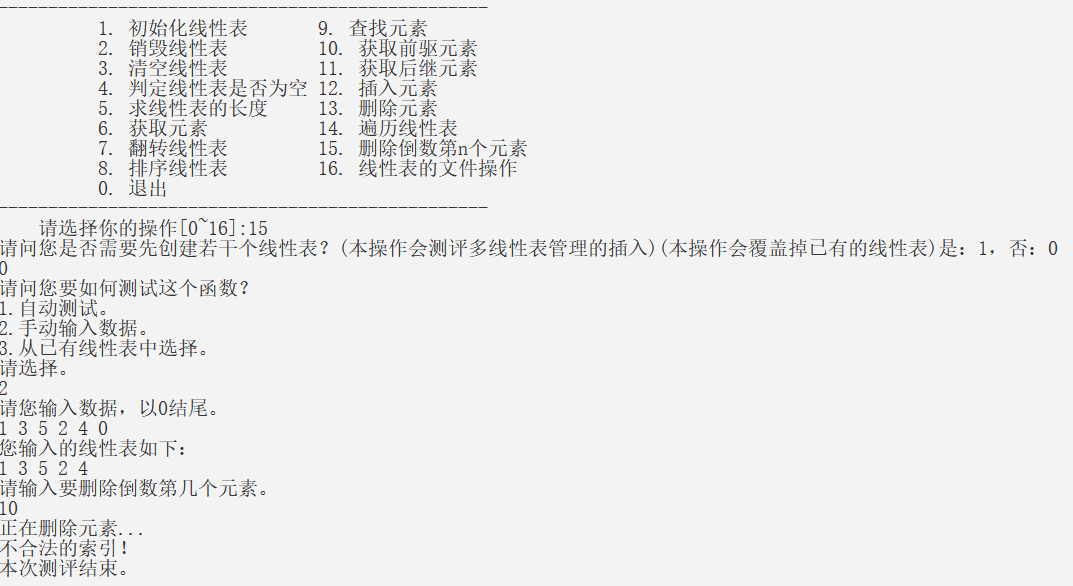 -------------------------------------------------
1. 初始化线性表 9. 查找元素
2. 销毁线性表 10. 获取前驱元素
3. 清空线性表 11. 获取后继元素
4. 判定线性表是否为空 12. 插入元素
5. 求线性表的长度 13. 删除元素
6. 获取元素 14. 遍历线性表
7. 翻转线性表 15. 删除倒数第n个元素
8. 排序线性表 16. 线性表的文件操作
0. 退出
-------------------------------------------------
请选择你的操作[0~16]:15
请问您是否需要先创建若干个线性表？(本操作会测评多线性表管理的插入)(本操作会覆盖掉已有的线性表)是：1，否：0
0
请问您要如何测试这个函数？
1.自动测试。
2.手动输入数据。
3.从已有线性表中选择。
请选择。
2
请您输入数据，以0结尾。
1 3 5 2 4 0
您输入的线性表如下：
1 3 5 2 4
请输入要删除倒数第几个元素。
10
正在删除元素...
不合法的索引！
本次测评结束。